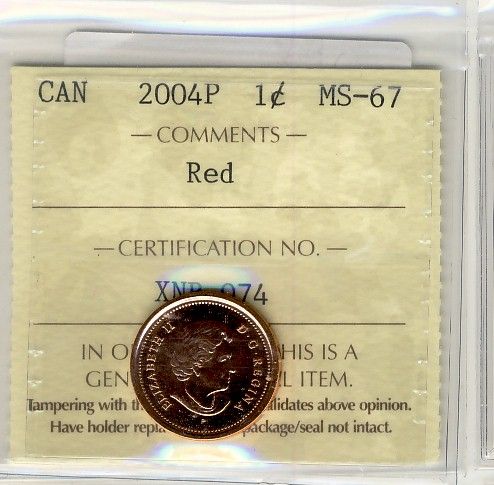 CAN 2004P 1¢ MS-67
— COMMENTS —
Red
— CERTIFICATION NO. —
974
IN IS A
ITEM.
Tampering with above opinion.
Have holder package/seal not intact.
ELIZABETH II D·G·REGINA
P